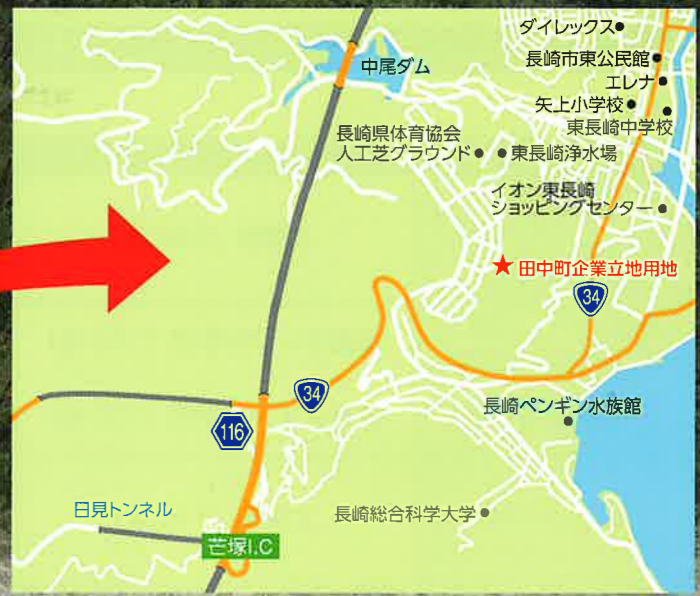 ダイレックス
長崎市東公民館
中尾ダム
エレナ
矢上小学校
東長崎中学校
長崎県体育協会
人工芝グラウンド
東長崎浄水場
イオン東長崎
ショッピングセンター
田中町企業立地用地
34
34
116
長崎ペンギン水族館
日見トンネル
長崎総合科学大学
芒塚I.C